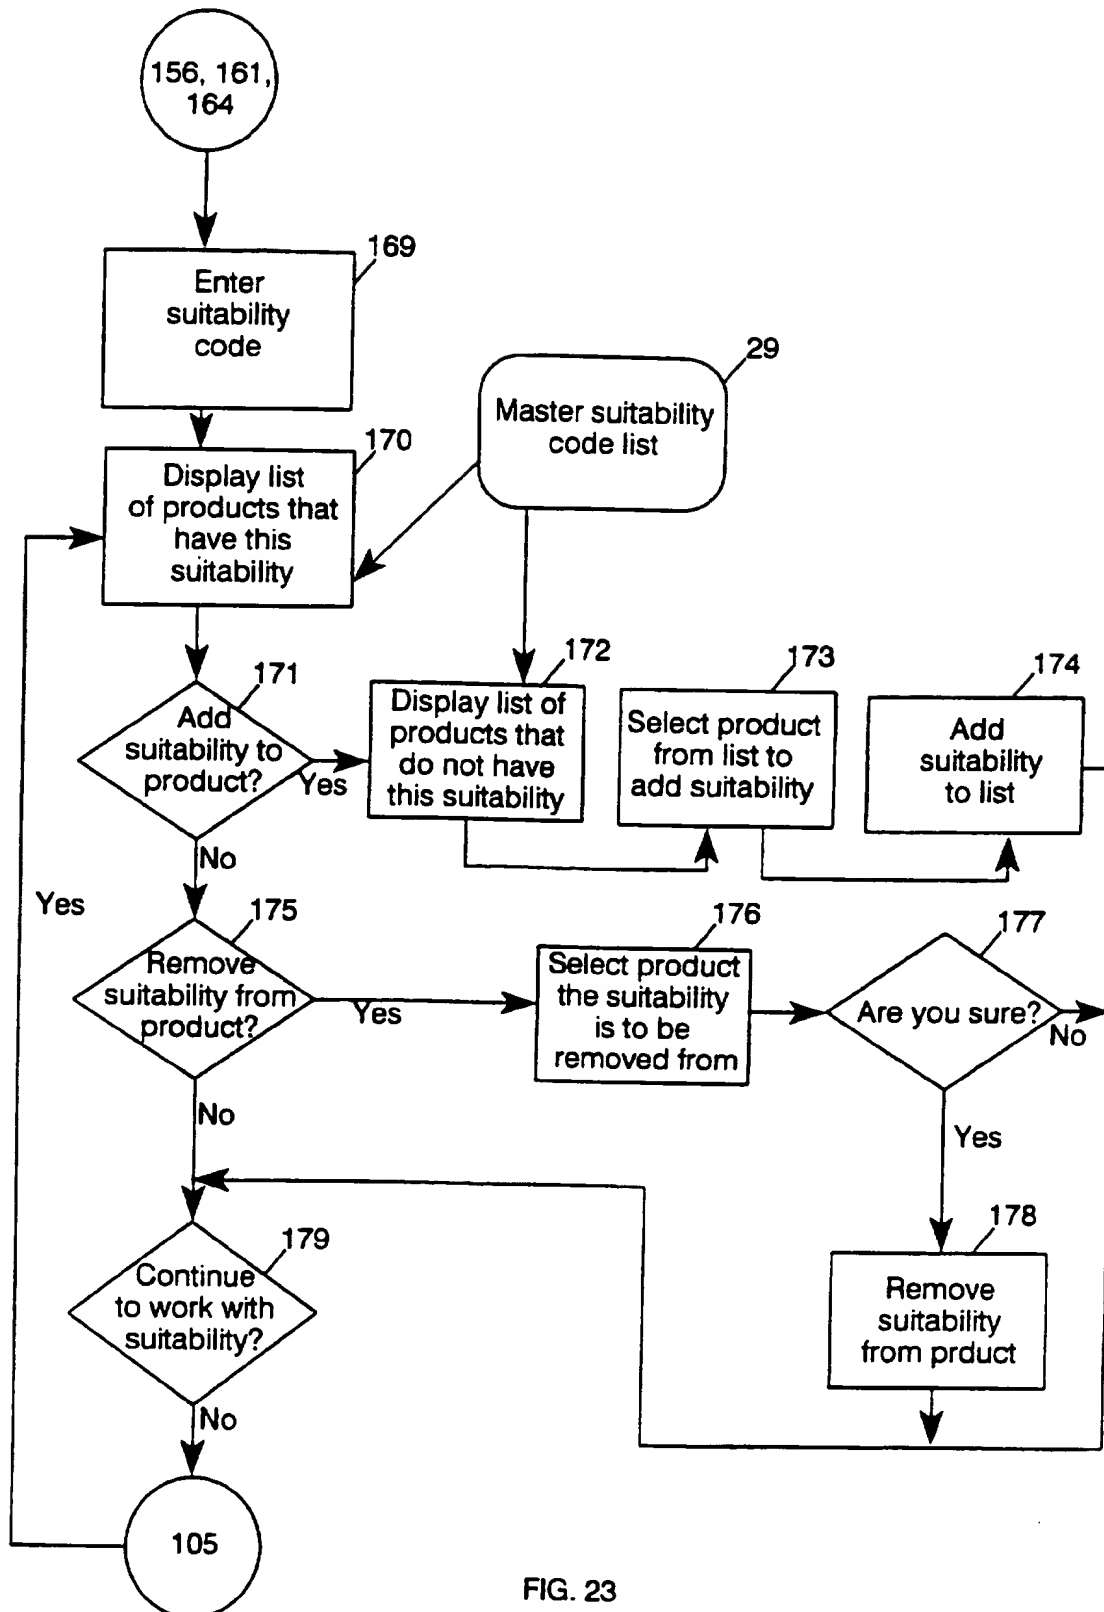 156, 161,
164
169
Enter
suitability
code
29
Master suitability
code list
170
Display list
of products that
have this
suitability
171
Add
suitability to
product?
Yes
172
Display list of
products that
do not have
this suitability
173
Select product
from list to
add suitability
174
Add
suitability
to list
No
Yes
175
Remove
suitability from
product?
Yes
176
Select product
the suitability
is to be
removed from
177
Are you sure?
No
No
Yes
178
Remove
suitability
from prduct
179
Continue
to work with
suitability?
No
105
FIG. 23